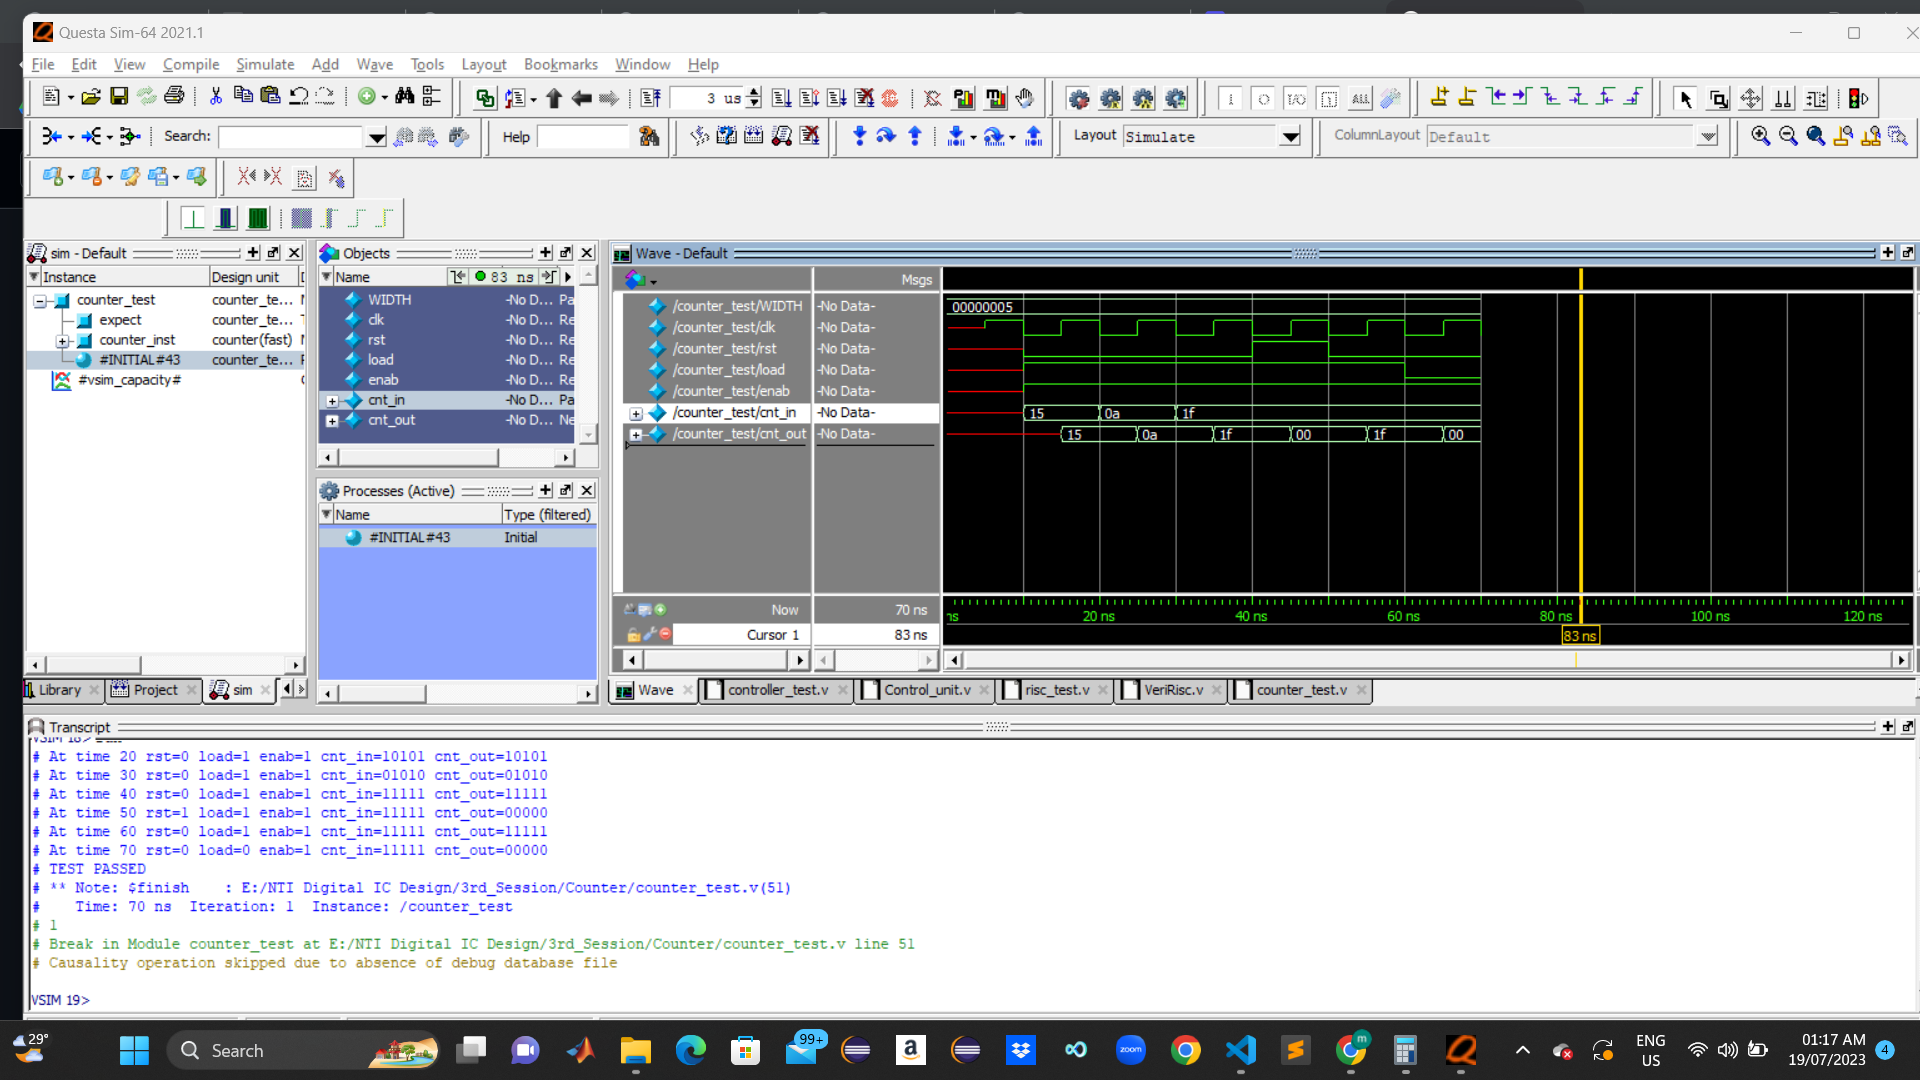 Questa Sim-64 2021.1
File Edit View Compile Simulate Add Wave Tools Layout Bookmarks Window Help
3 us
Search:
Help
Layout Simulate
ColumnLayout Default
sim - Default
Instance Design unit
counter_test counter_te...
expect counter_te...
counter_inst counter(fast)
#INITIAL#43 counter_te...
#vsim_capacity#
Library Project sim
Objects
Name 83 ns
WIDTH -No D... Pa
clk -No D... Re
rst -No D... Re
load -No D... Re
enab -No D... Re
cnt_in -No D... Pa
cnt_out -No D... Ne
Processes (Active)
Name Type (filtered)
#INITIAL#43 Initial
Wave - Default
Msgs
/counter_test/WIDTH -No Data- 00000005
/counter_test/clk -No Data-
/counter_test/rst -No Data-
/counter_test/load -No Data-
/counter_test/enab -No Data-
/counter_test/cnt_in -No Data- 15 0a 1f
/counter_test/cnt_out -No Data- 15 0a 1f 00 1f 00
Now 70 ns
ns 20 ns 40 ns 60 ns 80 ns 100 ns 120 ns
Cursor 1 83 ns
83 ns
Wave controller_test.v Control_unit.v risc_test.v VeriRisc.v counter_test.v
Transcript
# At time 20 rst=0 load=1 enab=1 cnt_in=10101 cnt_out=10101
# At time 30 rst=0 load=1 enab=1 cnt_in=01010 cnt_out=01010
# At time 40 rst=0 load=1 enab=1 cnt_in=11111 cnt_out=11111
# At time 50 rst=1 load=1 enab=1 cnt_in=11111 cnt_out=00000
# At time 60 rst=0 load=1 enab=1 cnt_in=11111 cnt_out=11111
# At time 70 rst=0 load=0 enab=1 cnt_in=11111 cnt_out=00000
# TEST PASSED
# ** Note: $finish    : E:/NTI Digital IC Design/3rd_Session/Counter/counter_test.v(51)
#    Time: 70 ns  Iteration: 1  Instance: /counter_test
# 1
# Break in Module counter_test at E:/NTI Digital IC Design/3rd_Session/Counter/counter_test.v line 51
# Causality operation skipped due to absence of debug database file
VSIM 19>
29°
Search
99+
zoom
ENG
US
01:17 AM
19/07/2023
4